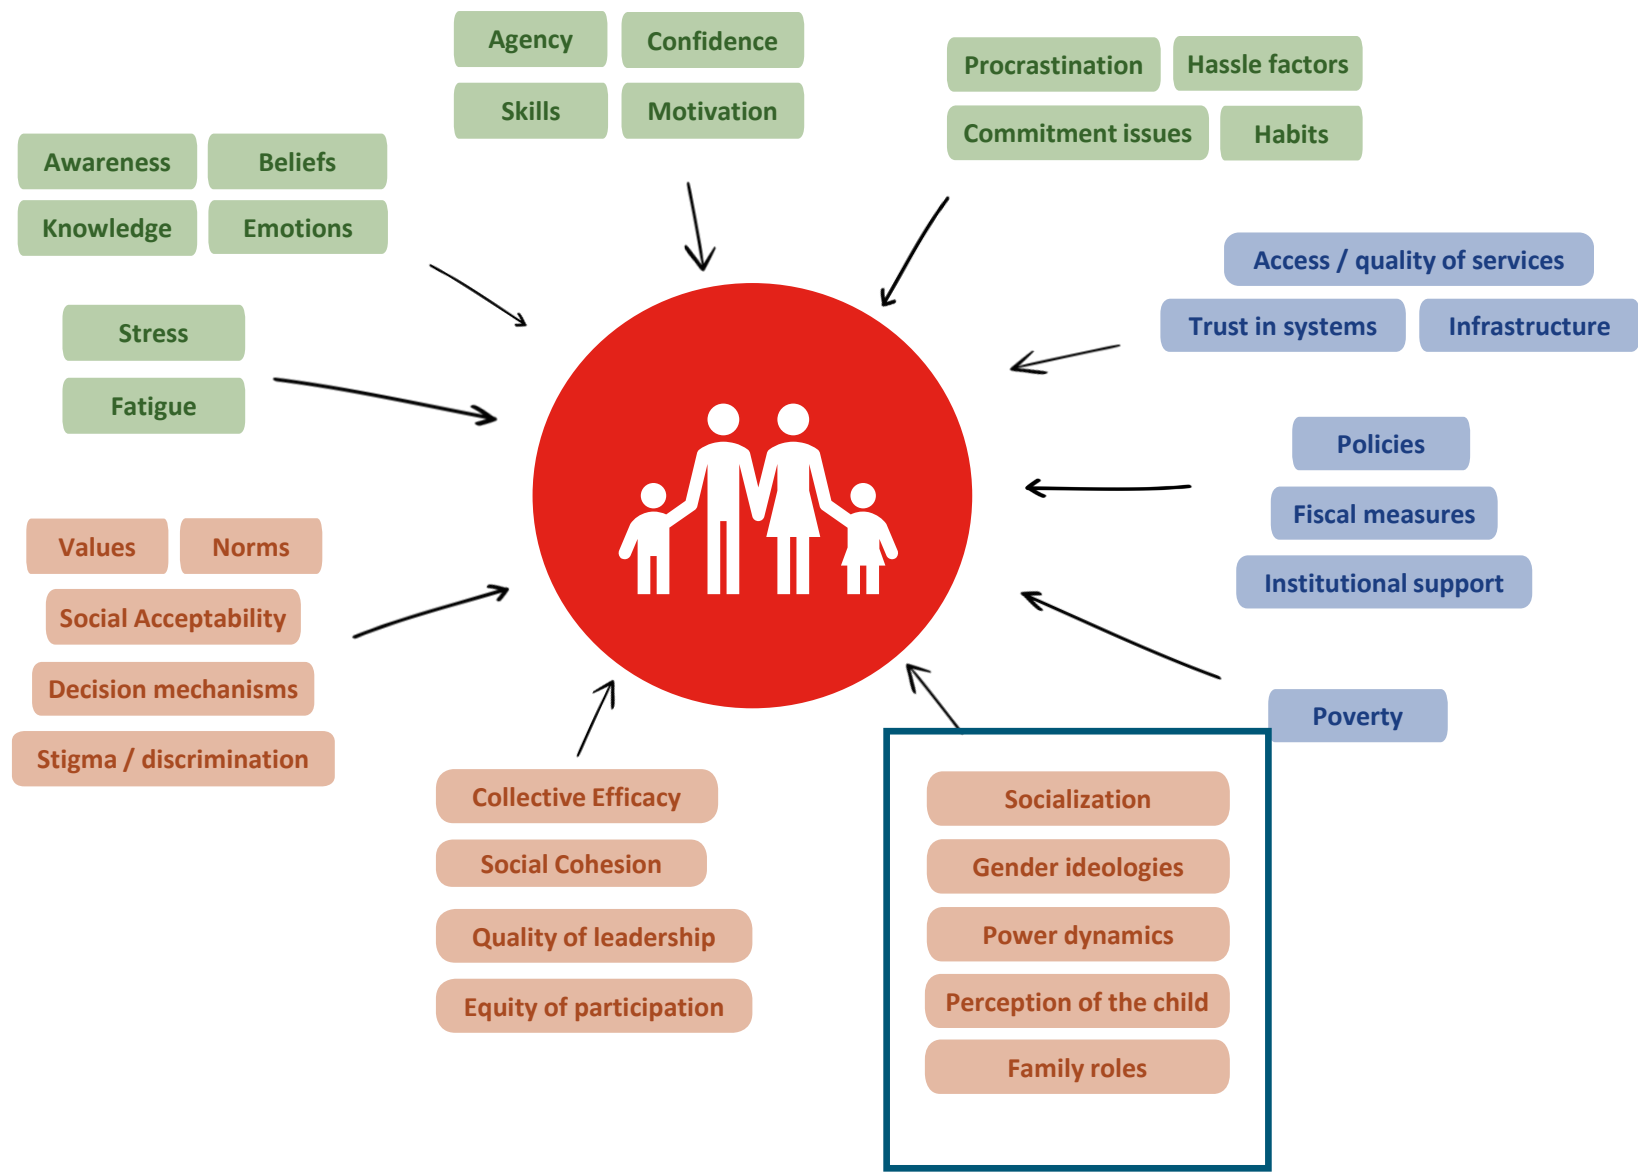 Agency
Confidence
Skills
Motivation
Procrastination
Hassle factors
Commitment issues
Habits
Awareness
Beliefs
Knowledge
Emotions
Access / quality of services
Trust in systems
Infrastructure
Stress
Fatigue
Policies
Fiscal measures
Institutional support
Values
Norms
Social Acceptability
Decision mechanisms
Stigma / discrimination
Poverty
Collective Efficacy
Social Cohesion
Quality of leadership
Equity of participation
Socialization
Gender ideologies
Power dynamics
Perception of the child
Family roles